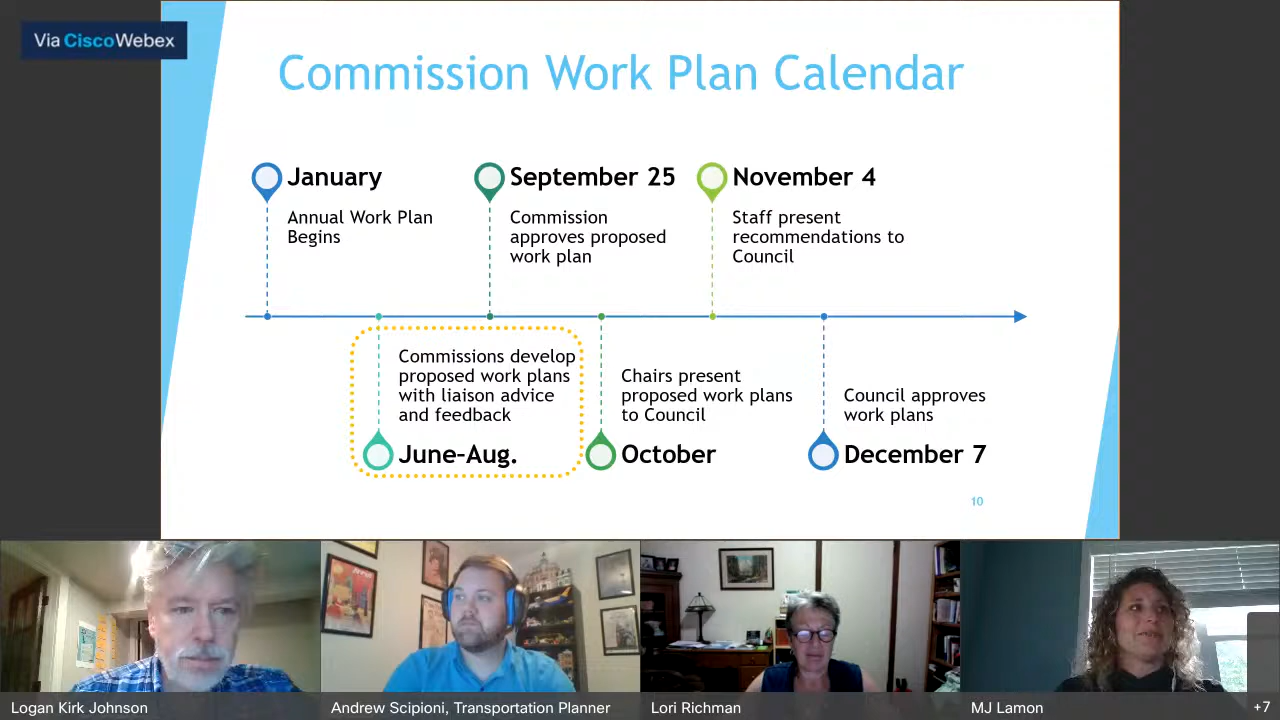 Via CiscoWebex
Commission Work Plan Calendar
January
Annual Work Plan
Begins
September 25
Commission
approves proposed
work plan
November 4
Staff present
recommendations to
Council
Commissions develop
proposed work plans
with liaison advice
and feedback
June-Aug.
Chairs present
proposed work plans
to Council
October
Council approves
work plans
December 7
10
Logan Kirk Johnson
Andrew Scipioni, Transportation Planner
Lori Richman
MJ Lamon
+7